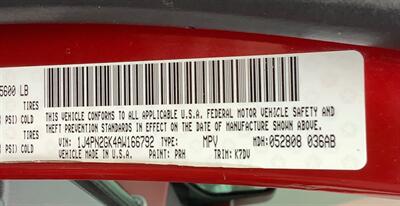 5600 LB
TIRES
PSI) COLD
TIRES
PSI) COLD
THIS VEHICLE CONFORMS TO ALL APPLICABLE U.S.A. FEDERAL MOTOR VEHICLE SAFETY AND
THEFT PREVENTION STANDARDS IN EFFECT ON THE DATE OF MANUFACTURE SHOWN ABOVE.
VIN: 1J4PN2GK4AW166792 TYPE: MPV MDH: 052808 036AB
VEHICLE MADE IN U.S.A. PAINT: PRH TRIM: K7DV